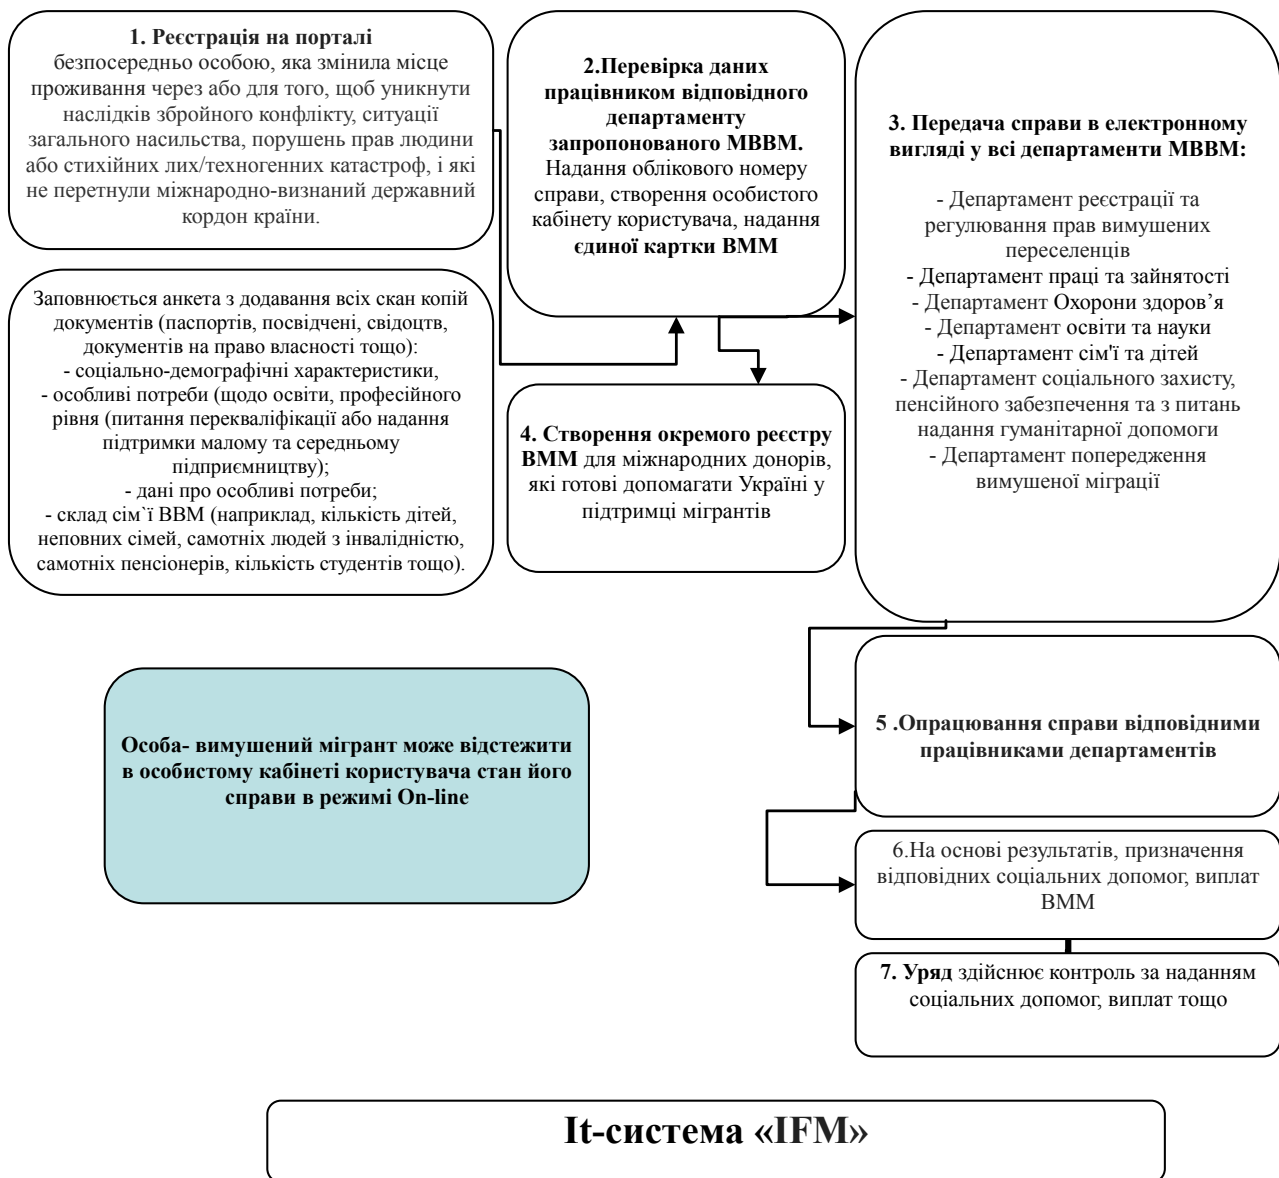 1. Реєстрація на порталі
безпосередньо особою, яка змінила місце
проживання через або для того, щоб уникнути
наслідків збройного конфлікту, ситуації
загального насильства, порушень прав людини
або стихійних лих/техногенних катастроф, і які
не перетнули міжнародно-визнаний державний
кордон країни.
Заповнюється анкета з додавання всіх скан копій
документів (паспортів, посвідчені, свідоцтв,
документів на право власності тощо):
- соціально-демографічні характеристики,
- особливі потреби (щодо освіти, професійного
рівня (питання перекваліфікації або надання
підтримки малому та середньому
підприємництву);
- дані про особливі потреби;
- склад сім`ї ВВМ (наприклад, кількість дітей,
неповних сімей, самотніх людей з інвалідністю,
самотніх пенсіонерів, кількість студентів тощо).
2.Перевірка даних
працівником відповідного
департаменту
запропонованого МВВМ.
Надання облікового номеру
справи, створення особистого
кабінету користувача, надання
єдиної картки ВММ
3. Передача справи в електронному
вигляді у всі департаменти МВВМ:
- Департамент реєстрації та
регулювання прав вимушених
переселенців
- Департамент праці та зайнятості
- Департамент Охорони здоров’я
- Департамент освіти та науки
- Департамент сім'ї та дітей
- Департамент соціального захисту,
пенсійного забезпечення та з питань
надання гуманітарної допомоги
- Департамент попередження
вимушеної міграції
4. Створення окремого реєстру
ВММ для міжнародних донорів,
які готові допомагати Україні у
підтримці мігрантів
5 .Опрацювання справи відповідними
працівниками департаментів
Особа- вимушений мігрант може відстежити
в особистому кабінеті користувача стан його
справи в режимі On-line
6.На основі результатів, призначення
відповідних соціальних допомог, виплат
ВММ
7. Уряд здійснює контроль за наданням
соціальних допомог, виплат тощо
It-система «IFM»